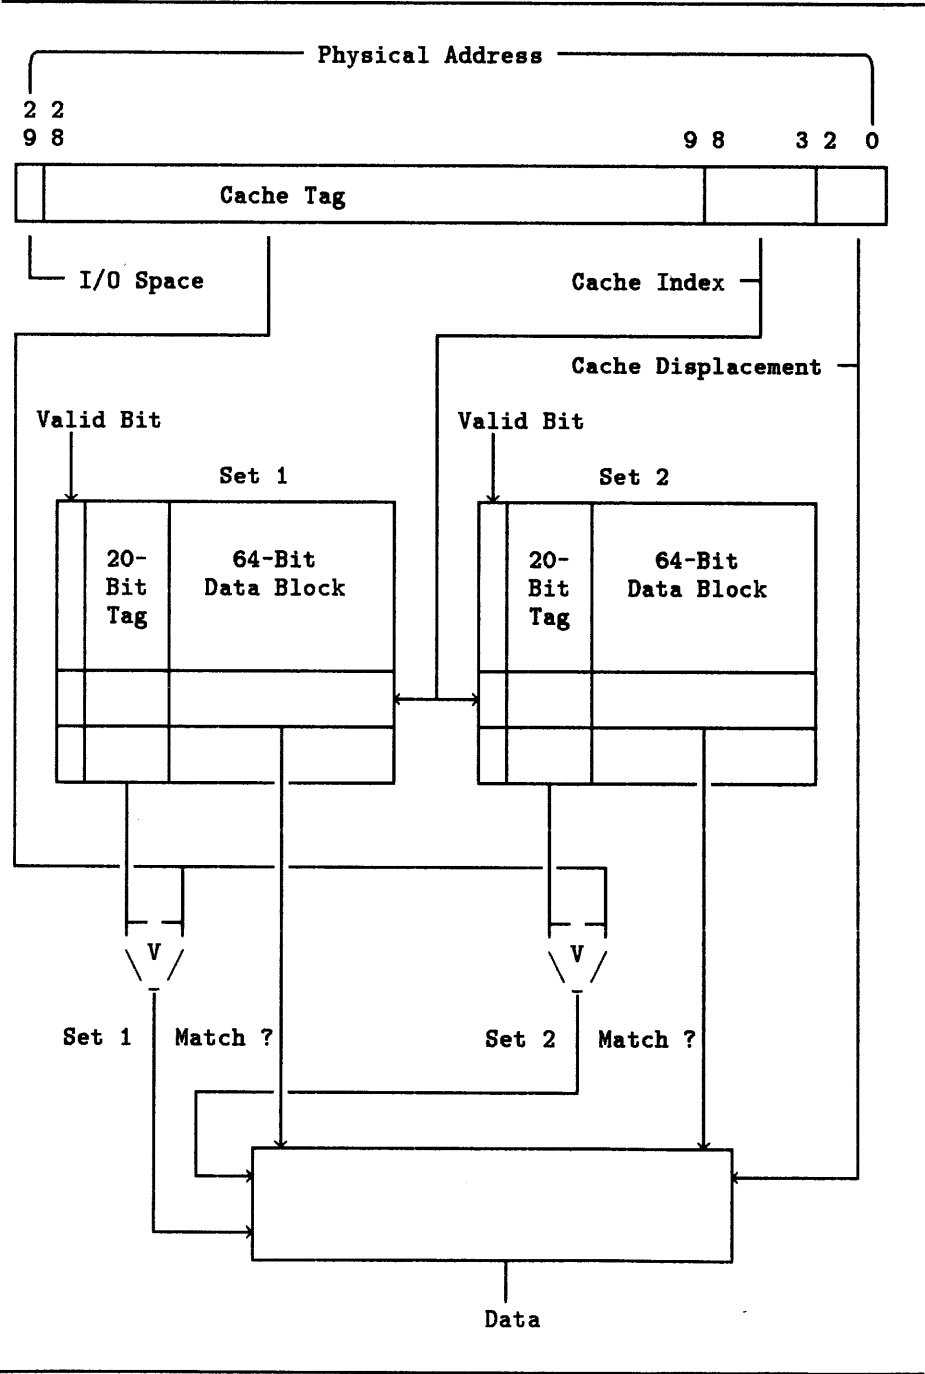 Physical Address
2 2
9 8 9 8 3 2 0
Cache Tag
I/O Space
Cache Index
Cache Displacement
Valid Bit Valid Bit
Set 1 Set 2
20- 64-Bit 20- 64-Bit
Bit Data Block Bit Data Block
Tag Tag
V V
Set 1 Match ? Set 2 Match ?
Data